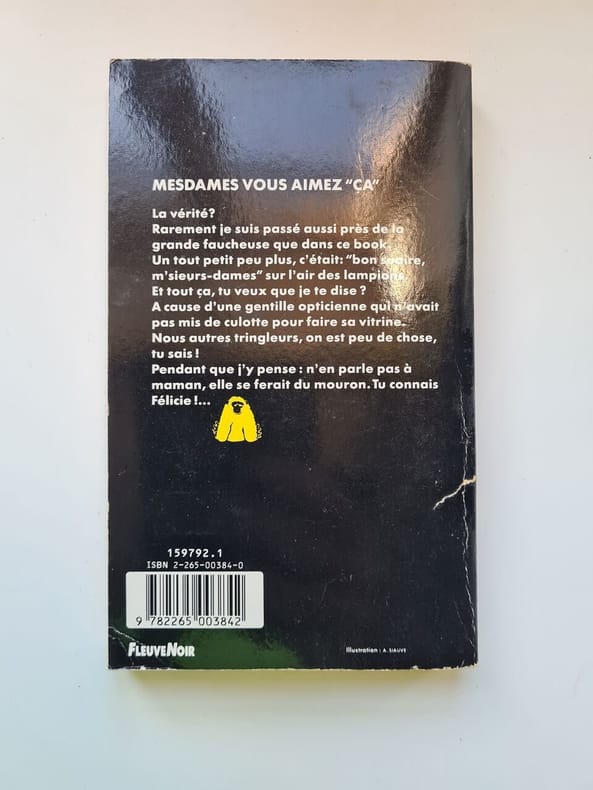 MESDAMES VOUS AIMEZ "ÇA"
La vérité?
Rarement je suis passé aussi près de la
grande faucheuse que dans ce book.
Un tout petit peu plus, c'était: "bon
m'sieurs-dames" sur l'air des lampions.
Et tout ça, tu veux que je te dise ?
A cause d'une gentille opticienne qui n'avait
pas mis de culotte pour faire sa vitrine.
Nous autres tringleurs, on est peu de chose,
tu sais !
Pendant que j'y pense : n'en parle pas à
maman, elle se ferait du mouron. Tu connais
Félicie !...
159792.1
ISBN 2-265-00384-0
9 782265 003842
FLEUVE NOIR
Illustration : A. SIAUVE